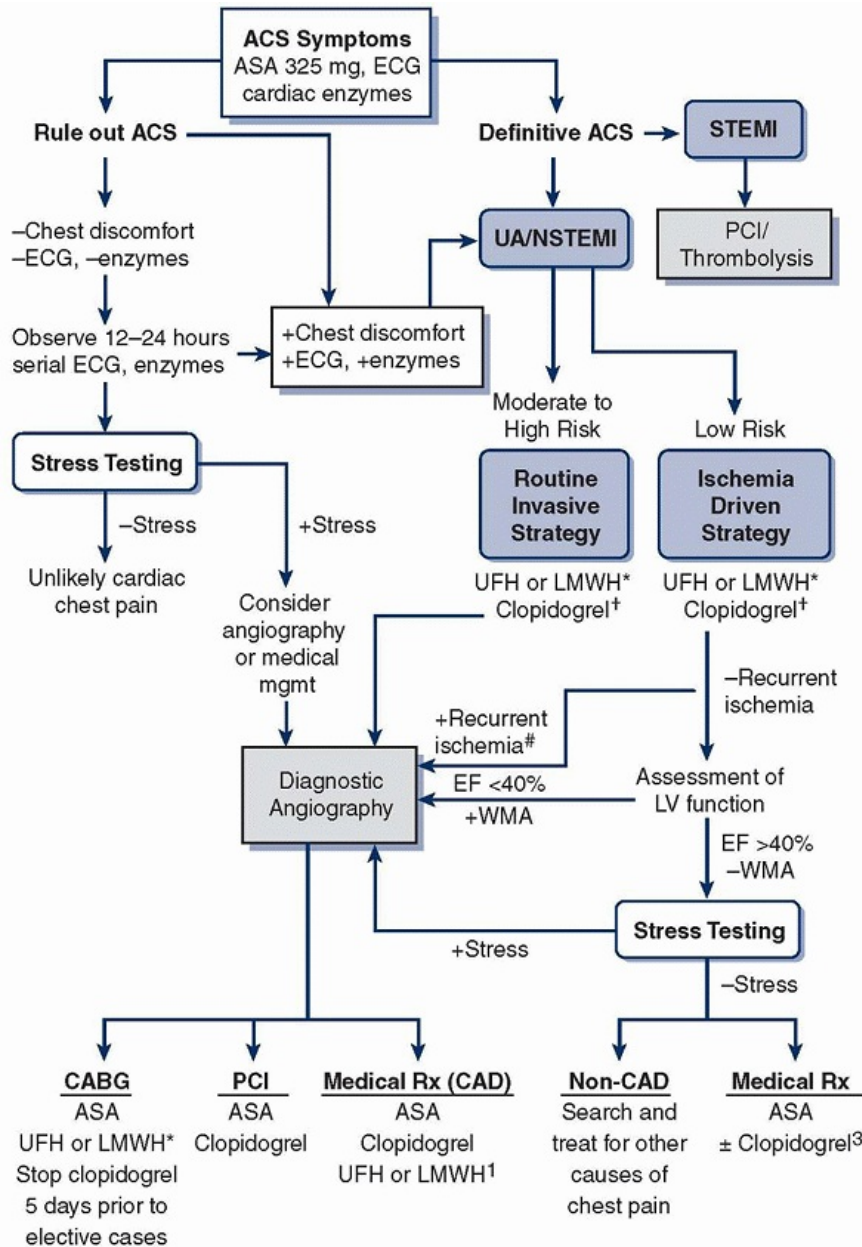 ACS Symptoms
ASA 325 mg, ECG
cardiac enzymes
Rule out ACS
Definitive ACS
STEMI
–Chest discomfort
–ECG, –enzymes
UA/NSTEMI
PCI/
Thrombolysis
Observe 12–24 hours
serial ECG, enzymes
+Chest discomfort
+ECG, +enzymes
Moderate to
High Risk
Low Risk
Stress Testing
Routine
Invasive
Strategy
Ischemia
Driven
Strategy
–Stress
+Stress
Unlikely cardiac
chest pain
Consider
angiography
or medical
mgmt
UFH or LMWH*
Clopidogrel†
UFH or LMWH*
Clopidogrel†
–Recurrent
ischemia
+Recurrent
ischemia#
Diagnostic
Angiography
EF <40%
+WMA
Assessment of
LV function
EF >40%
–WMA
Stress Testing
+Stress
–Stress
CABG
ASA
UFH or LMWH*
Stop clopidogrel
5 days prior to
elective cases
PCI
ASA
Clopidogrel
Medical Rx (CAD)
ASA
Clopidogrel
UFH or LMWH1
Non-CAD
Search and
treat for other
causes of
chest pain
Medical Rx
ASA
± Clopidogrel3